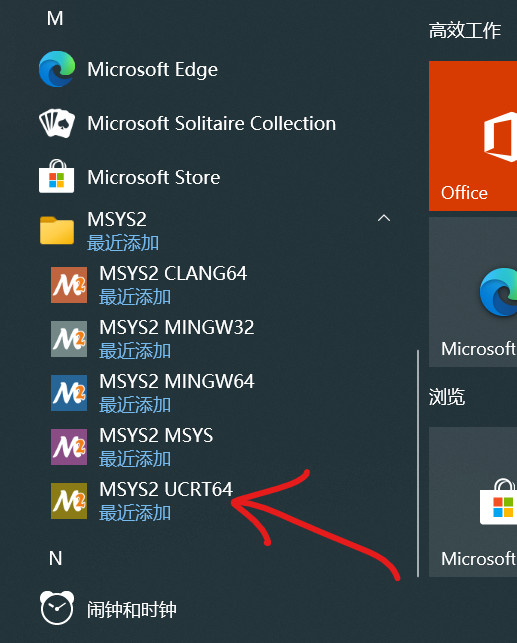 M
高效工作
Microsoft Edge
Microsoft Solitaire Collection
Microsoft Store
Office
MSYS2
最近添加
MSYS2 CLANG64
最近添加
MSYS2 MINGW32
最近添加
Microsoft
MSYS2 MINGW64
最近添加
浏览
MSYS2 MSYS
最近添加
MSYS2 UCRT64
最近添加
N
Microsoft
闹钟和时钟